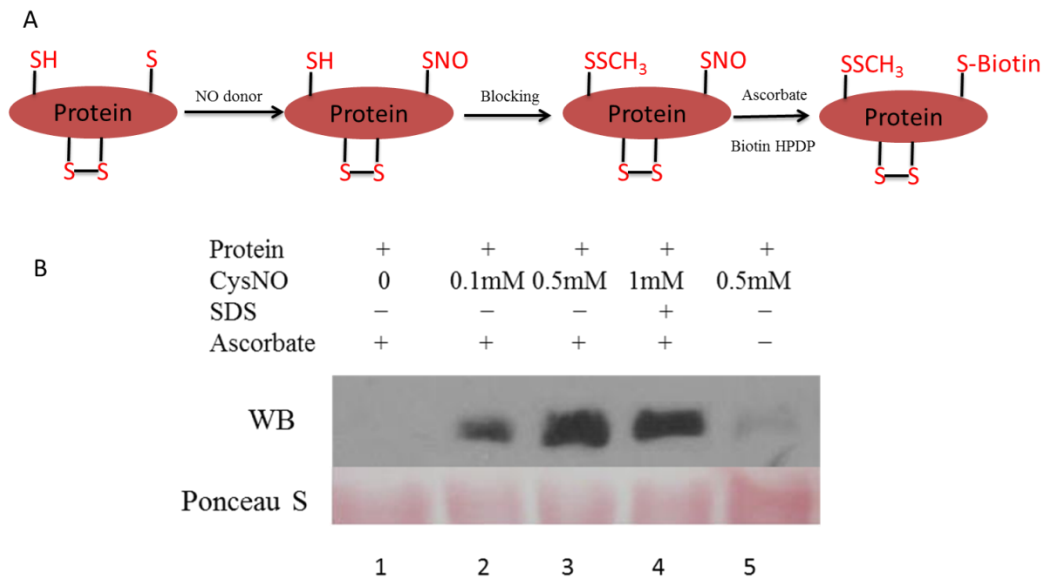 A
SH S SH SNO SSCH₃ SNO SSCH₃ S-Biotin
Protein NO donor Protein Blocking Protein Ascorbate Biotin HPDP Protein
S S S S S S S S
B
Protein + + + + +
CysNO 0 0.1mM 0.5mM 1mM 0.5mM
SDS − − − + −
Ascorbate + + + + −
WB
Ponceau S
1 2 3 4 5